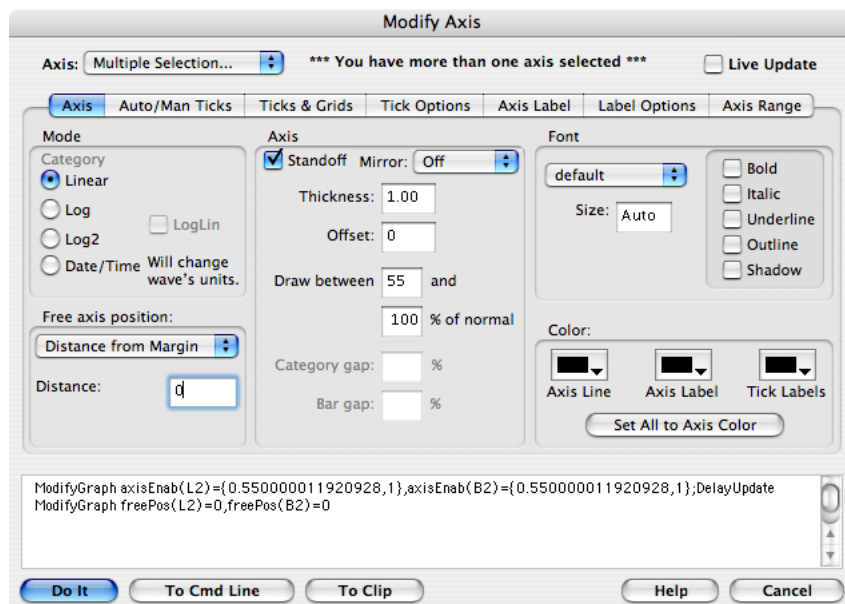 Modify Axis
Axis: Multiple Selection... *** You have more than one axis selected *** Live Update
Axis Auto/Man Ticks Ticks & Grids Tick Options Axis Label Label Options Axis Range
Mode
Category
Linear
Log
Log2
LogLin
Date/Time
Will change
wave's units.
Free axis position:
Distance from Margin
Distance: 0
Axis
Standoff Mirror: Off
Thickness: 1.00
Offset: 0
Draw between 55 and
100 % of normal
Category gap: %
Bar gap: %
Font
default
Size: Auto
Bold
Italic
Underline
Outline
Shadow
Color:
Axis Line Axis Label Tick Labels
Set All to Axis Color
ModifyGraph axisEnab(L2)={0.550000011920928,1},axisEnab(B2)={0.550000011920928,1};DelayUpdate
ModifyGraph freePos(L2)=0,freePos(B2)=0
Do It To Cmd Line To Clip Help Cancel